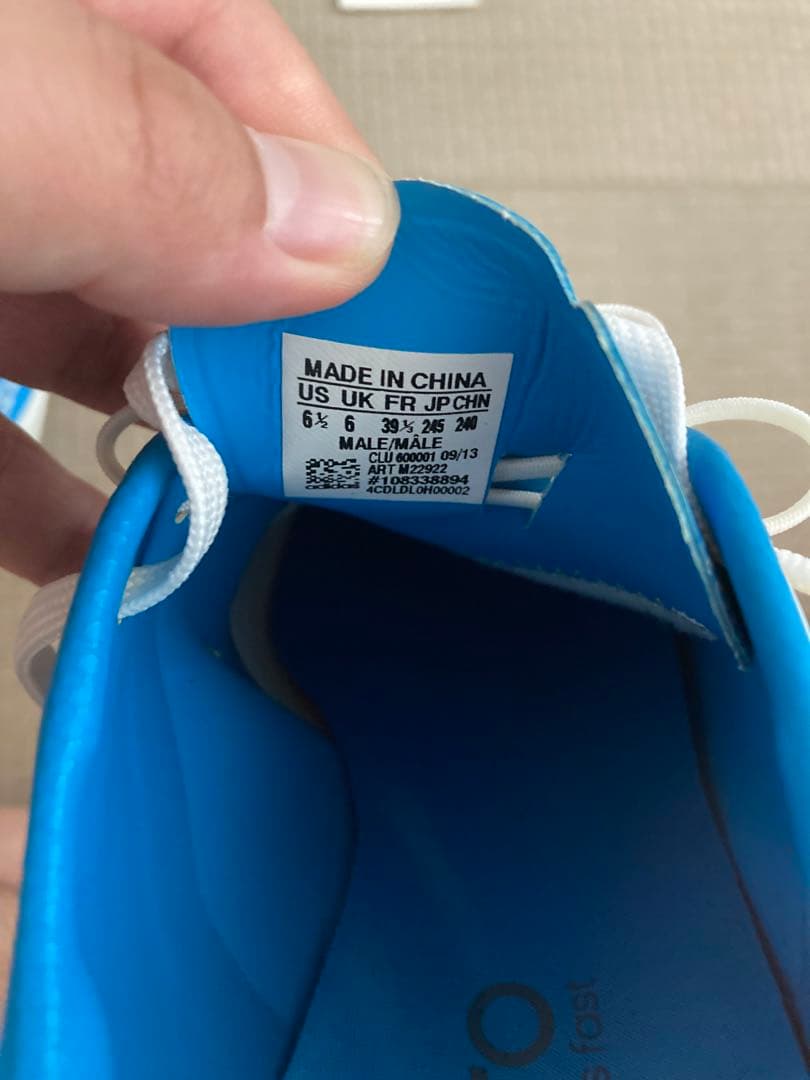 MADE IN CHINA
US UK FR JP CHN
6½ 6 39⅓ 245 240
MALE/MÂLE
CLU 600001 09/13
ART M22922
#108338894
4CDLDL0H00002
O
s fast